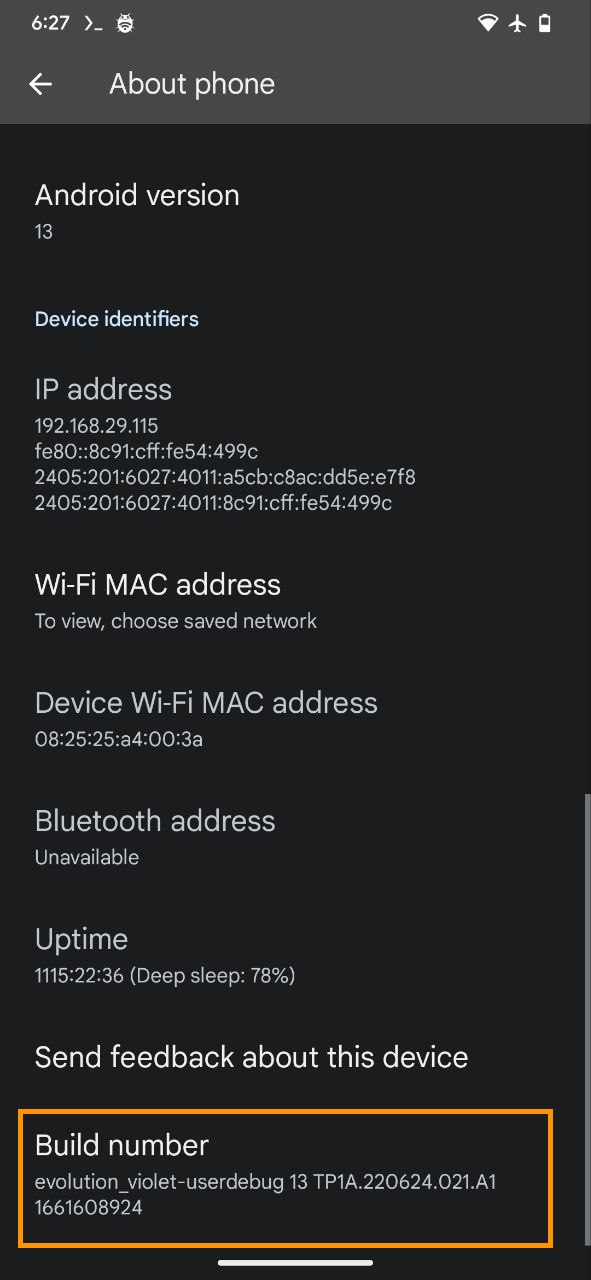 6:27
About phone
Android version
13
Device identifiers
IP address
192.168.29.115
fe80::8c91:cff:fe54:499c
2405:201:6027:4011:a5cb:c8ac:dd5e:e7f8
2405:201:6027:4011:8c91:cff:fe54:499c
Wi-Fi MAC address
To view, choose saved network
Device Wi-Fi MAC address
08:25:25:a4:00:3a
Bluetooth address
Unavailable
Uptime
1115:22:36 (Deep sleep: 78%)
Send feedback about this device
Build number
evolution_violet-userdebug 13 TP1A.220624.021.A1
1661608924